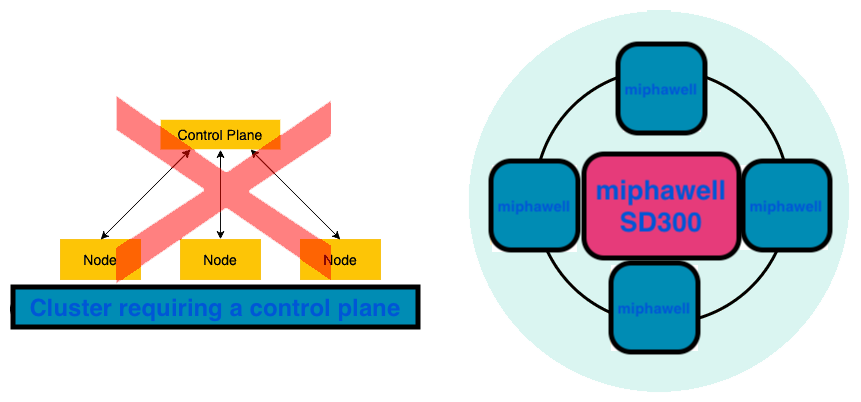 Control Plane
Node
Node
Node
Cluster requiring a control plane
miphawell
miphawell
miphawell
SD300
miphawell
miphawell